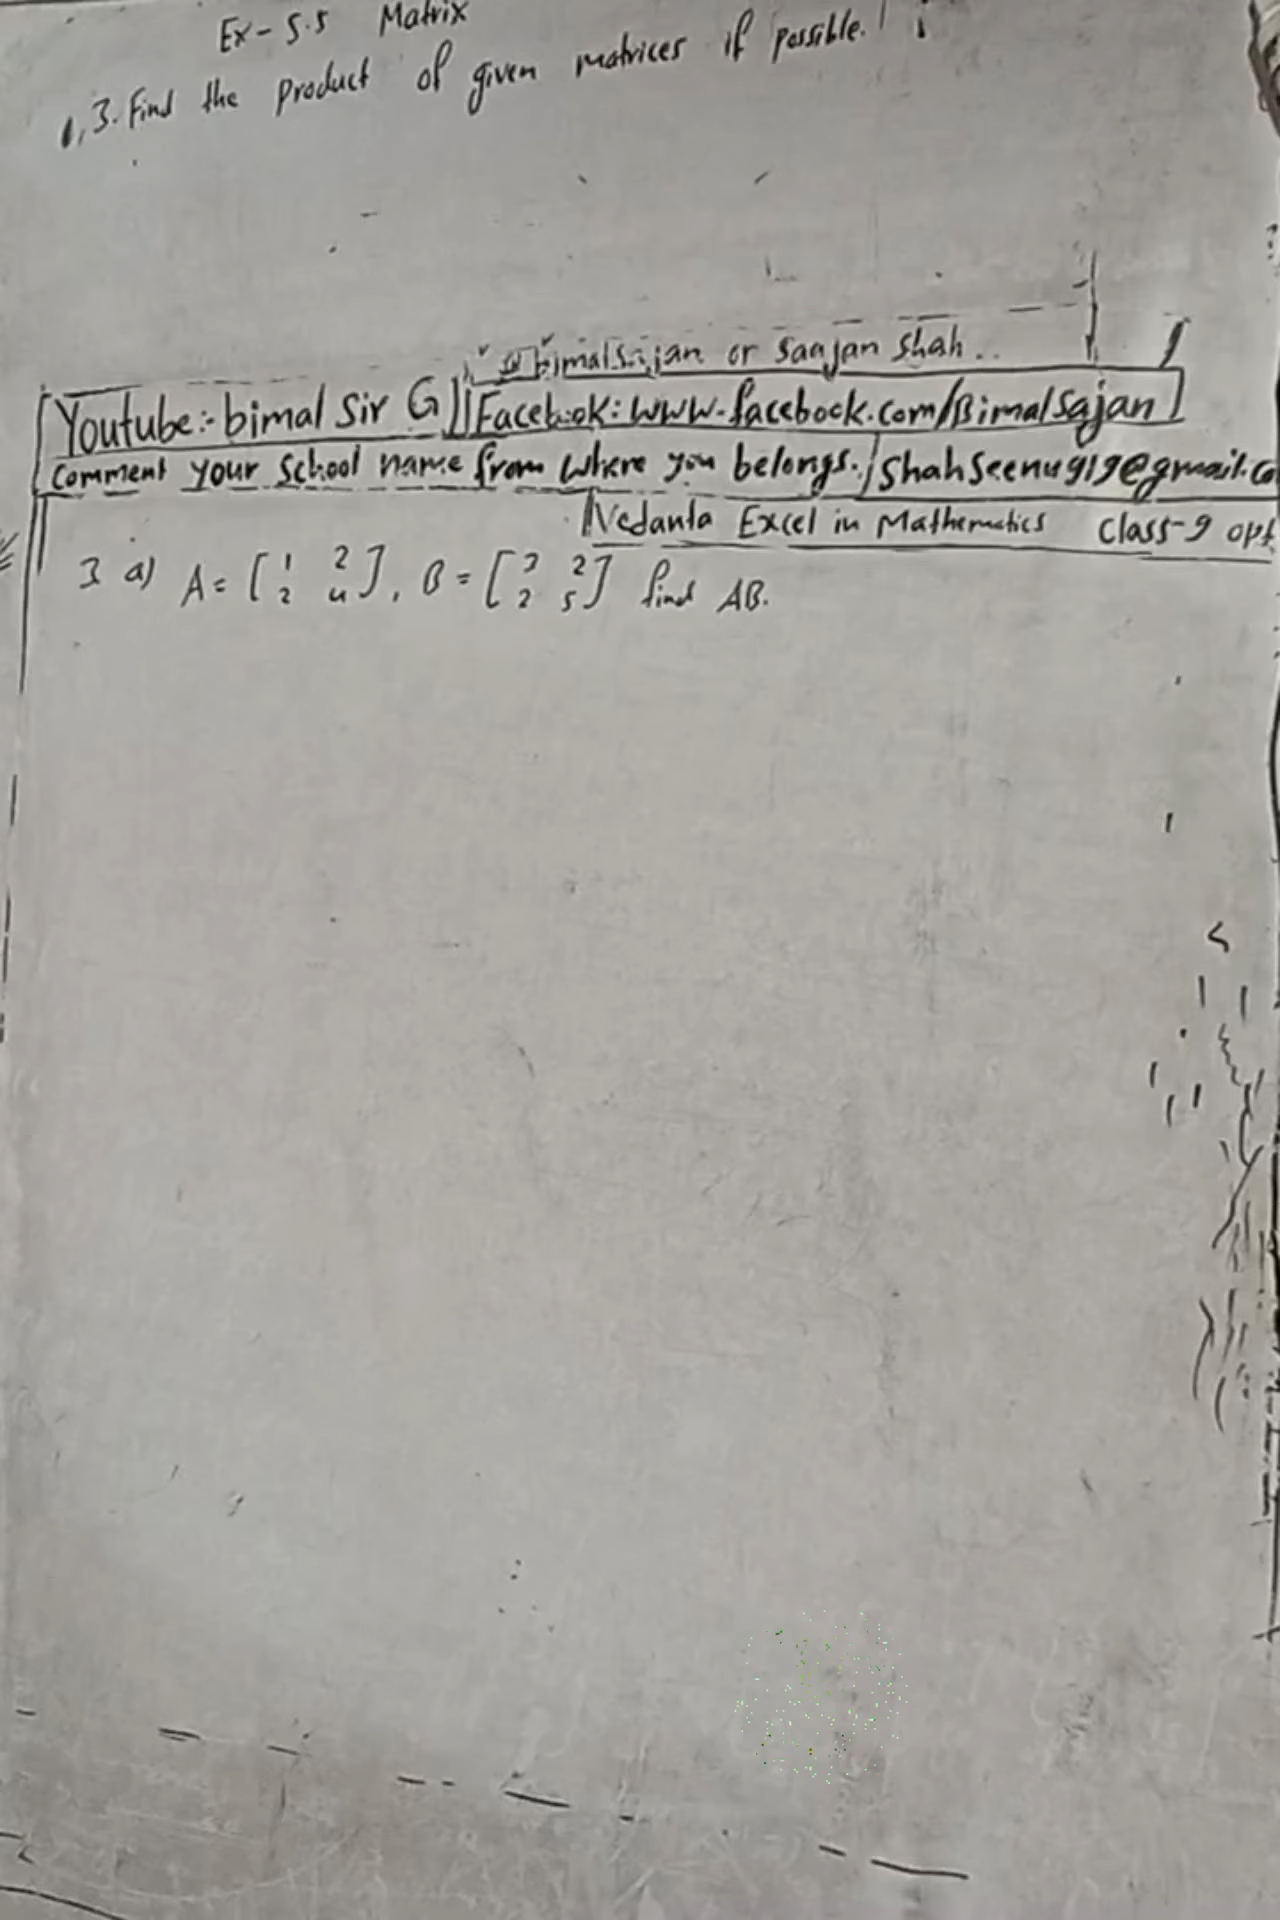 Ex - 5.5 Matrix
1, 3. Find the product of given matrices if possible.
@bimalsajan or Saajan Shah..
Youtube:- bimal Sir G || Facebook: www.facebook.com/Bimalsajan
Comment your School name from where you belongs. | Shahseenu919@gmail.co
Vedanta Excel in Mathematics Class-9 opt
3 a) A = [ 1 2 ], B = [ 3 2 ] find AB.
2 4 2 5